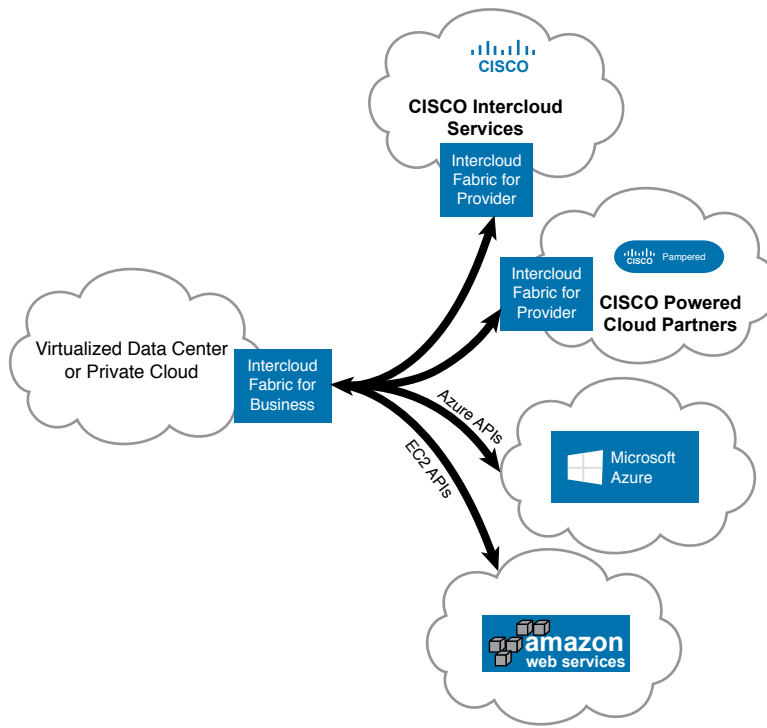 CISCO
CISCO Intercloud
Services
Intercloud
Fabric for
Provider
CISCO
Pampered
Intercloud
Fabric for
Provider
CISCO Powered
Cloud Partners
Virtualized Data Center
or Private Cloud
Intercloud
Fabric for
Business
Azure APIs
EC2 APIs
Microsoft
Azure
amazon
web services